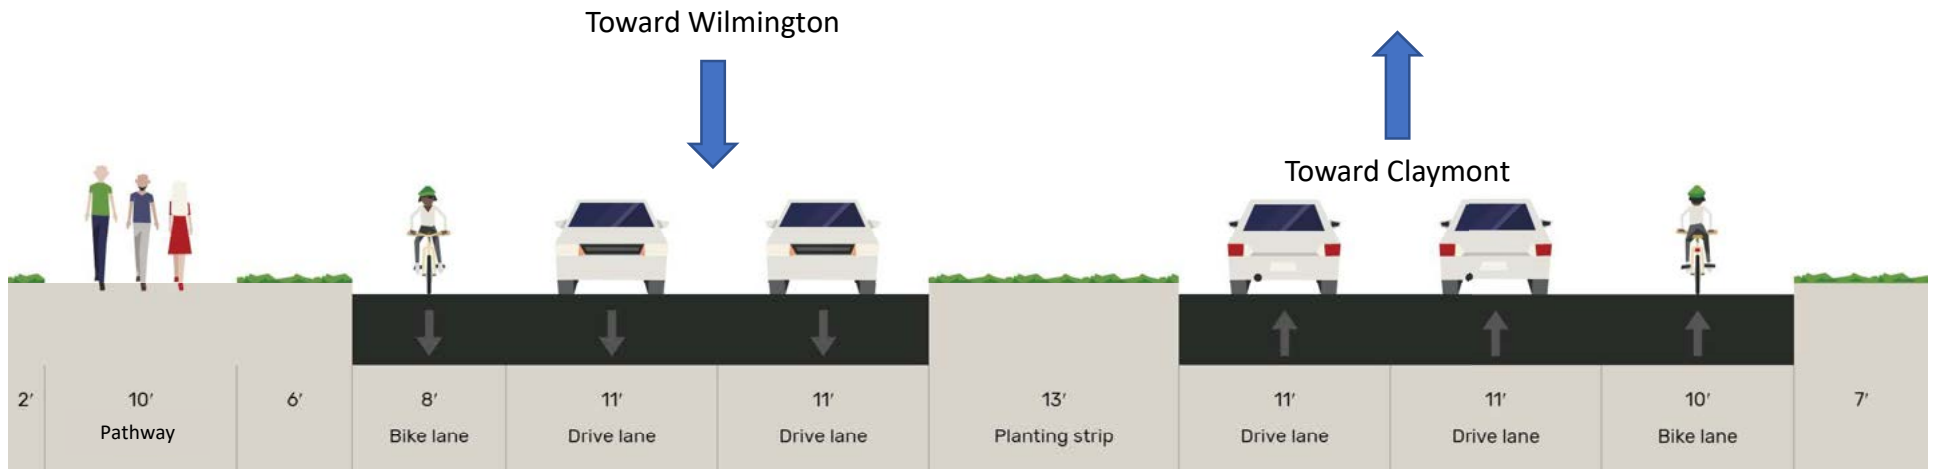 Toward Wilmington
Toward Claymont
2′ 10′ 6′ 8′ 11′ 11′ 13′ 11′ 11′ 10′ 7′
Pathway Bike lane Drive lane Drive lane Planting strip Drive lane Drive lane Bike lane